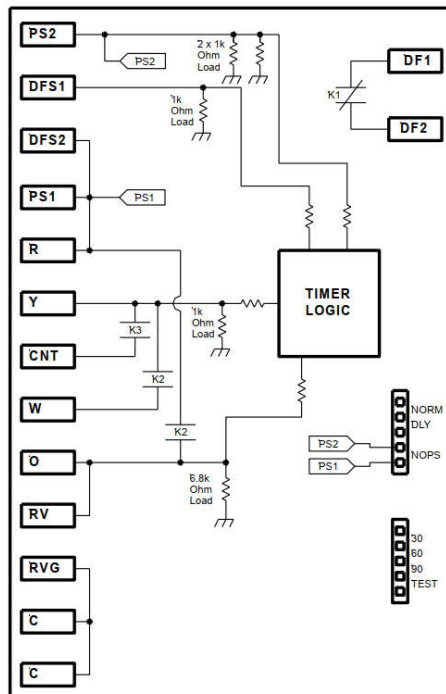 PS2
PS2
2 x 1k
Ohm
Load
DF1
K1
DF2
DFS1
1k
Ohm
Load
DFS2
PS1
PS1
R
TIMER
LOGIC
Y
1k
Ohm
Load
K3
CNT
K2
W
K2
NORM
DLY
PS2
NOPS
PS1
O
6.8k
Ohm
Load
RV
30
60
90
TEST
RVG
C
C